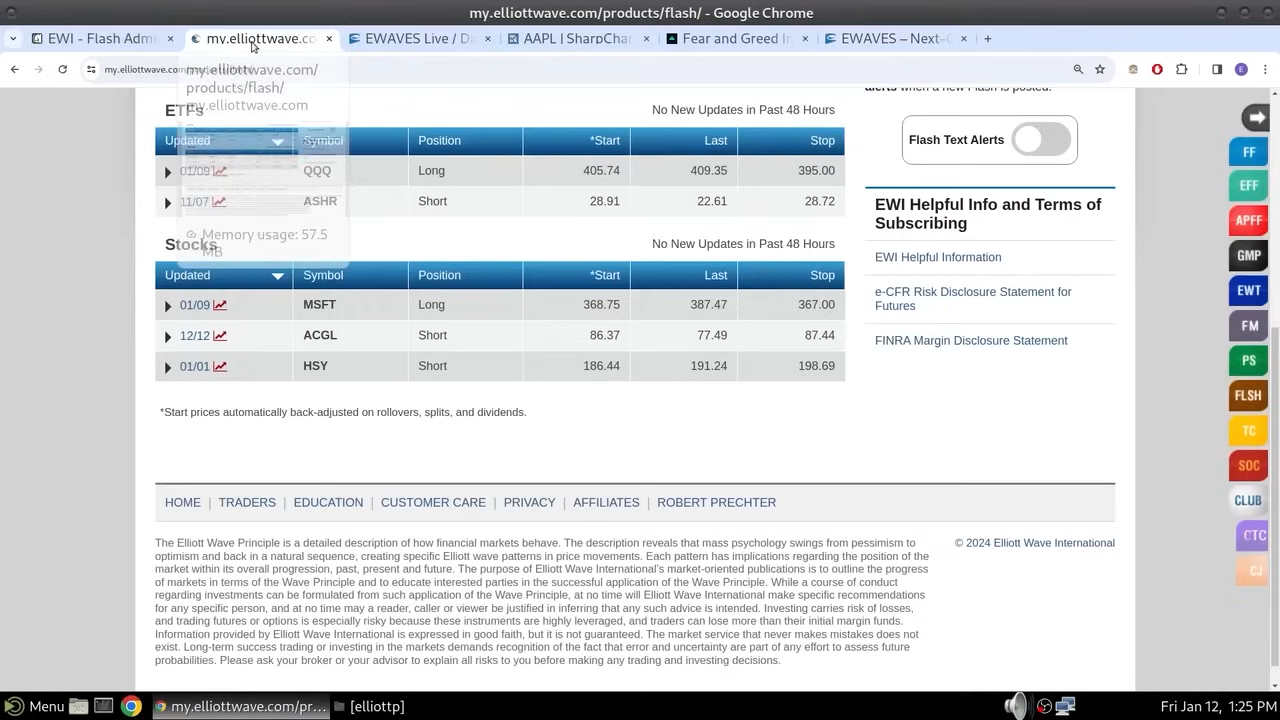 my.elliottwave.com/products/flash/ - Google Chrome
EWI - Flash Admi
my.elliottwave.co
EWAVES Live / Da
AAPL | SharpChar
Fear and Greed In
EWAVES – Next-G
my.elliottwave.com/
my.elliottwave.com/
products/flash/
my.elliottwave.com
Memory usage: 57.5
MB
alerts when a new Flash is posted.
ETFs
No New Updates in Past 48 Hours
Updated Symbol Position *Start Last Stop
01/09 QQQ Long 405.74 409.35 395.00
11/07 ASHR Short 28.91 22.61 28.72
Stocks
No New Updates in Past 48 Hours
Updated Symbol Position *Start Last Stop
01/09 MSFT Long 368.75 387.47 367.00
12/12 ACGL Short 86.37 77.49 87.44
01/01 HSY Short 186.44 191.24 198.69
*Start prices automatically back-adjusted on rollovers, splits, and dividends.
Flash Text Alerts
EWI Helpful Info and Terms of
Subscribing
EWI Helpful Information
e-CFR Risk Disclosure Statement for
Futures
FINRA Margin Disclosure Statement
FF
EFF
APFF
GMP
EWT
FM
PS
FLSH
TC
SOC
CLUB
CTC
CJ
HOME | TRADERS | EDUCATION | CUSTOMER CARE | PRIVACY | AFFILIATES | ROBERT PRECHTER
The Elliott Wave Principle is a detailed description of how financial markets behave. The description reveals that mass psychology swings from pessimism to
optimism and back in a natural sequence, creating specific Elliott wave patterns in price movements. Each pattern has implications regarding the position of the
market within its overall progression, past, present and future. The purpose of Elliott Wave International's market-oriented publications is to outline the progress
of markets in terms of the Wave Principle and to educate interested parties in the successful application of the Wave Principle. While a course of conduct
regarding investments can be formulated from such application of the Wave Principle, at no time will Elliott Wave International make specific recommendations
for any specific person, and at no time may a reader, caller or viewer be justified in inferring that any such advice is intended. Investing carries risk of losses,
and trading futures or options is especially risky because these instruments are highly leveraged, and traders can lose more than their initial margin funds.
Information provided by Elliott Wave International is expressed in good faith, but it is not guaranteed. The market service that never makes mistakes does not
exist. Long-term success trading or investing in the markets demands recognition of the fact that error and uncertainty are part of any effort to assess future
probabilities. Please ask your broker or your advisor to explain all risks to you before making any trading and investing decisions.
© 2024 Elliott Wave International
Menu
my.elliottwave.com/pr...
[elliottp]
Fri Jan 12, 1:25 PM